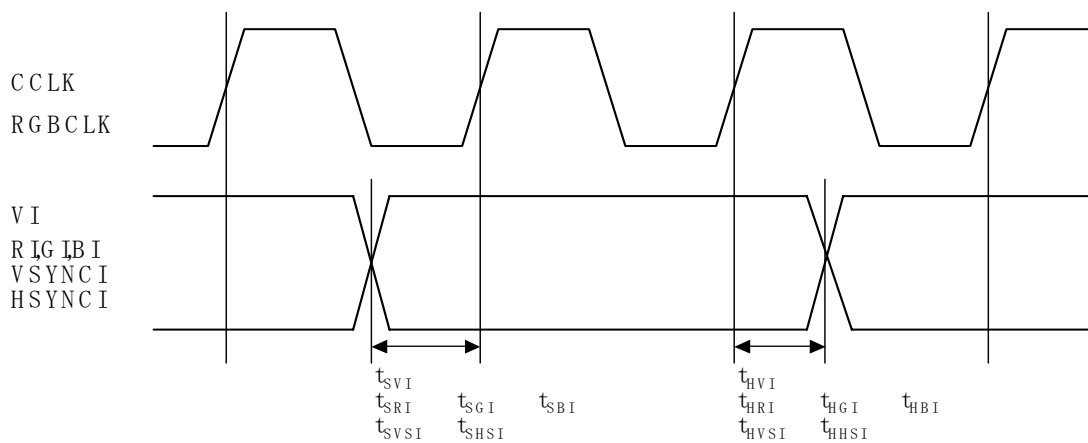 CCLK
RGBCLK
VI
RI,GI,BI
VSYNCI
HSYNCI
tSVI tHVI
tSRI tSGI tSBI tHRI tHGI tHBI
tSVSI tSHSI tHVSI tHHSI